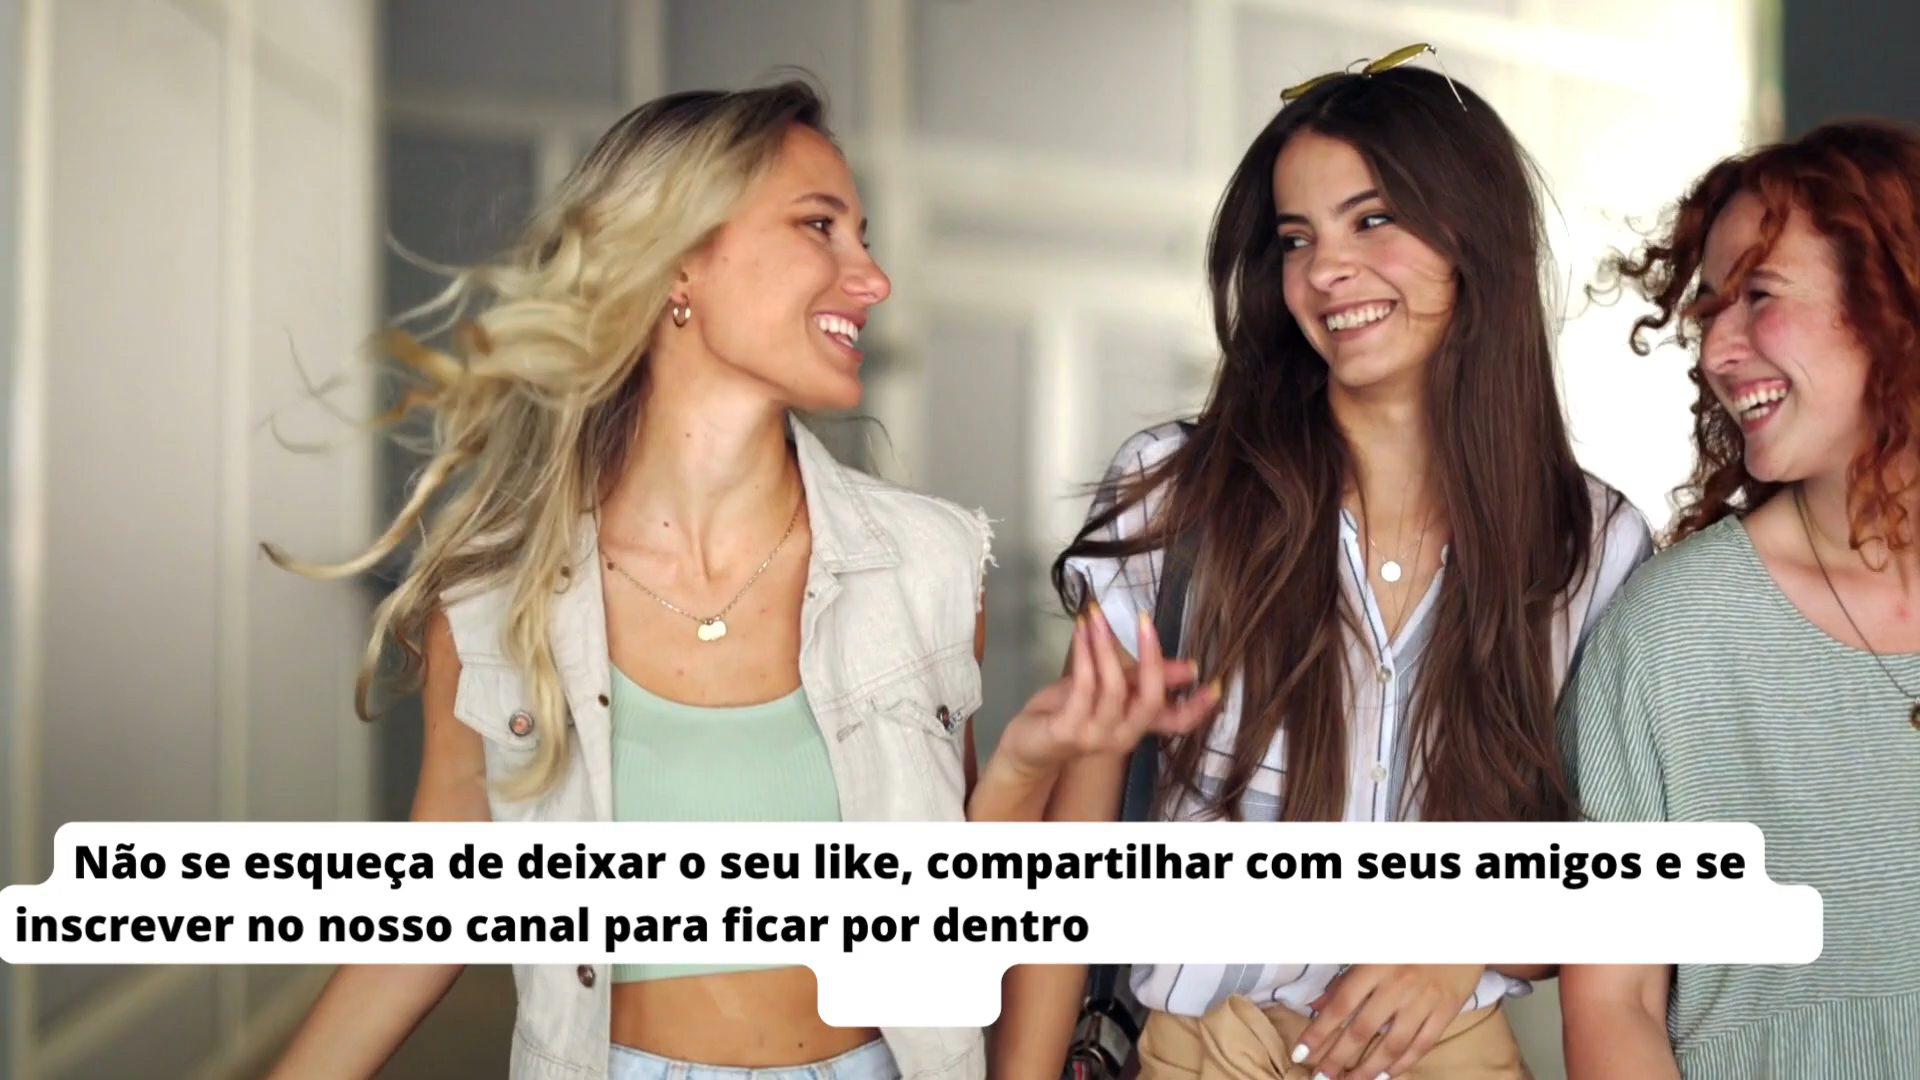 Não se esqueça de deixar o seu like, compartilhar com seus amigos e se
inscrever no nosso canal para ficar por dentro